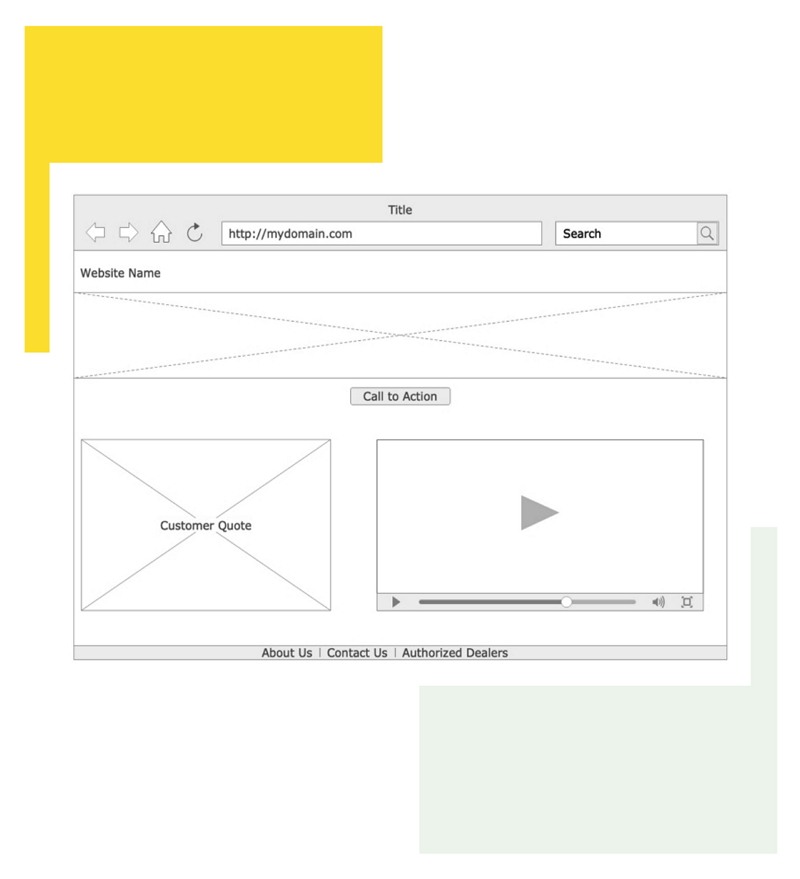 Title
http://mydomain.com
Search
Website Name
Call to Action
Customer Quote
About Us | Contact Us | Authorized Dealers